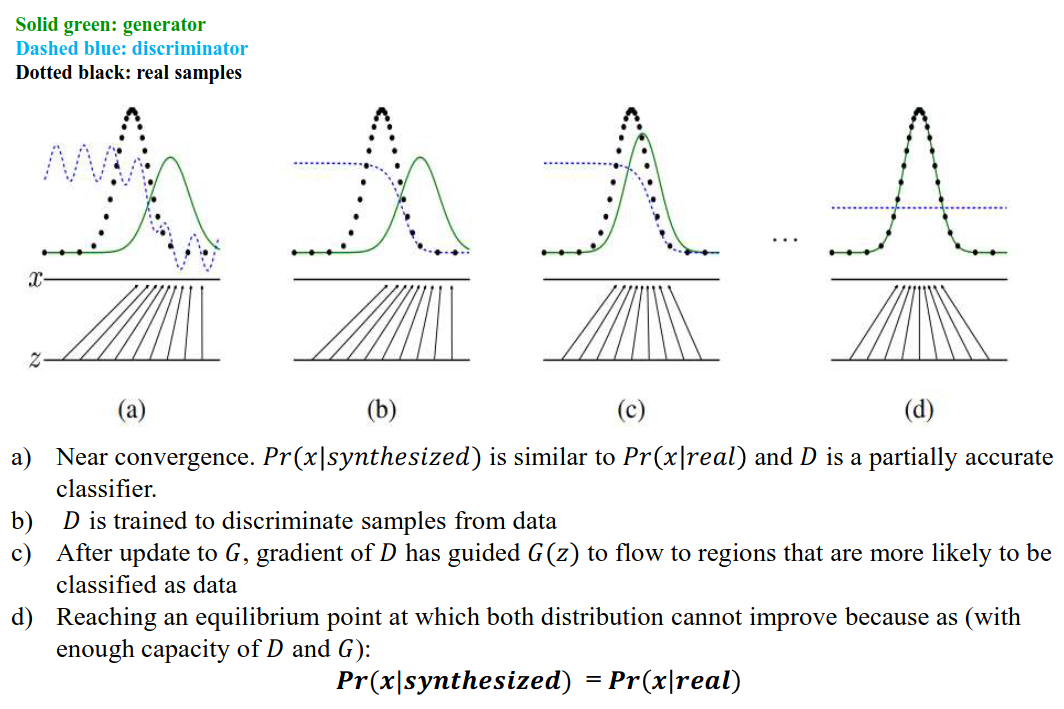 Solid green: generator
Dashed blue: discriminator
Dotted black: real samples
x
...
z
(a) (b) (c) (d)
a) Near convergence. Pr(x|synthesized) is similar to Pr(x|real) and D is a partially accurate
classifier.
b) D is trained to discriminate samples from data
c) After update to G, gradient of D has guided G(z) to flow to regions that are more likely to be
classified as data
d) Reaching an equilibrium point at which both distribution cannot improve because as (with
enough capacity of D and G):
Pr(x|synthesized) = Pr(x|real)